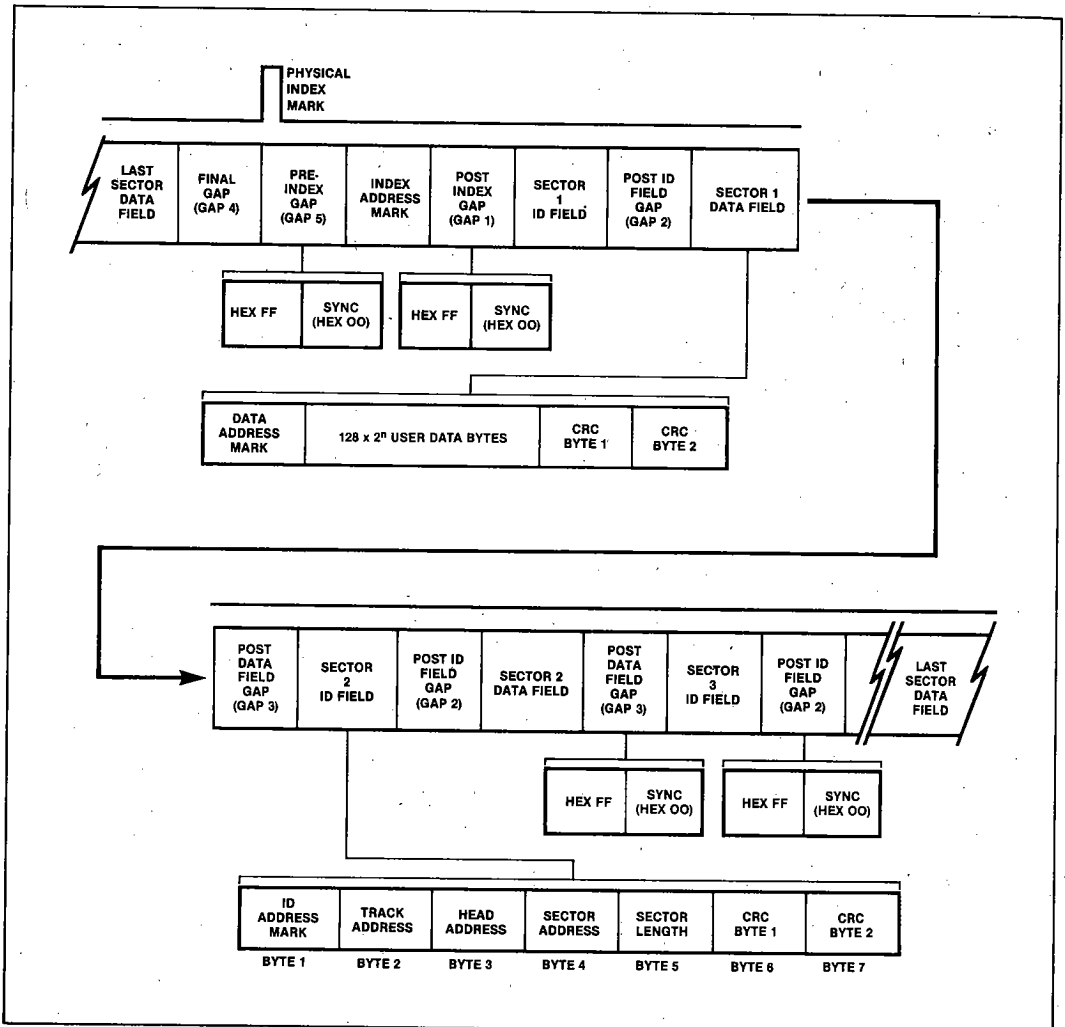 PHYSICAL
INDEX
MARK
LAST
SECTOR
DATA
FIELD
FINAL
GAP
(GAP 4)
PRE-
INDEX
GAP
(GAP 5)
INDEX
ADDRESS
MARK
POST
INDEX
GAP
(GAP 1)
SECTOR
1
ID FIELD
POST ID
FIELD
GAP
(GAP 2)
SECTOR 1
DATA FIELD
HEX FF
SYNC
(HEX OO)
HEX FF
SYNC
(HEX OO)
DATA
ADDRESS
MARK
128 x 2ⁿ USER DATA BYTES
CRC
BYTE 1
CRC
BYTE 2
POST
DATA
FIELD
GAP
(GAP 3)
SECTOR
2
ID FIELD
POST ID
FIELD
GAP
(GAP 2)
SECTOR 2
DATA FIELD
POST
DATA
FIELD
GAP
(GAP 3)
SECTOR
3
ID FIELD
POST ID
FIELD
GAP
(GAP 2)
LAST
SECTOR
DATA
FIELD
HEX FF
SYNC
(HEX OO)
HEX FF
SYNC
(HEX OO)
ID
ADDRESS
MARK
TRACK
ADDRESS
HEAD
ADDRESS
SECTOR
ADDRESS
SECTOR
LENGTH
CRC
BYTE 1
CRC
BYTE 2
BYTE 1
BYTE 2
BYTE 3
BYTE 4
BYTE 5
BYTE 6
BYTE 7